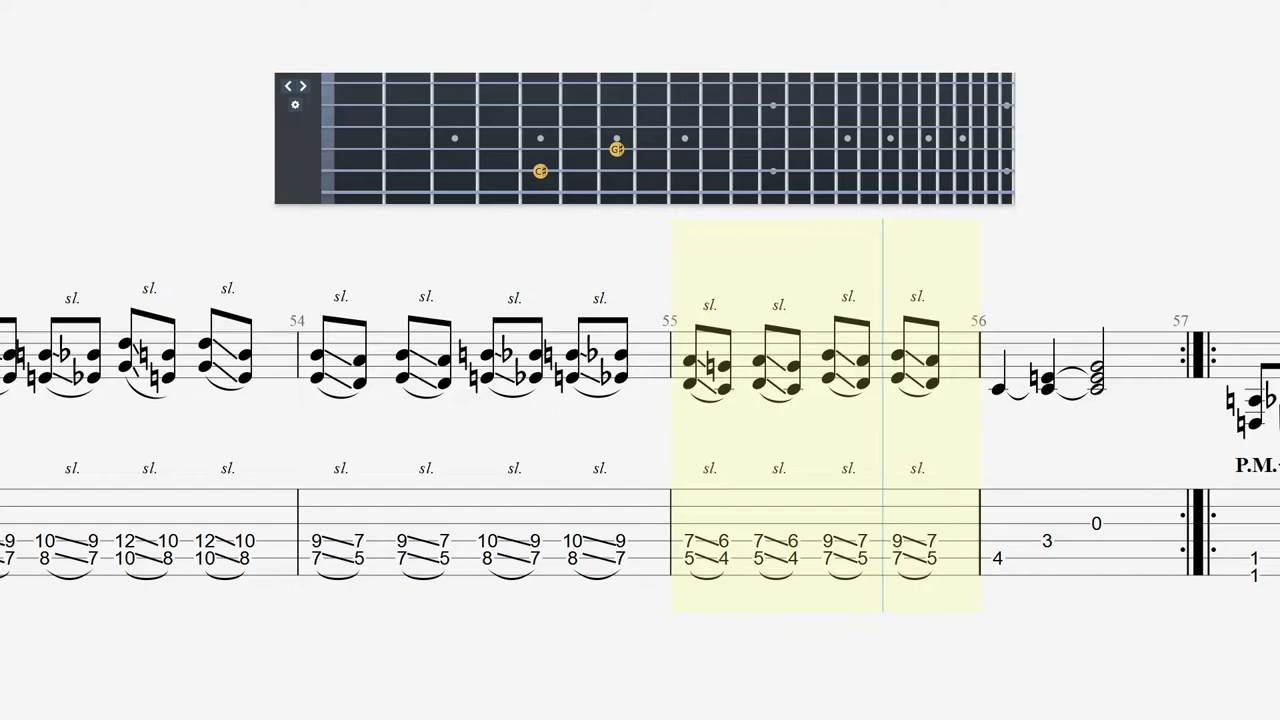 C♯ G♯
sl. sl. sl. sl. sl. sl. sl. sl. sl. sl. sl.
54 55 56 57
P.M.-
sl. sl. sl. sl. sl. sl. sl. sl. sl. sl. sl.
0
9 10 9 12 10 12 10 9 7 9 7 10 9 10 9 7 6 7 6 9 7 9 7 3
7 8 7 10 8 10 8 7 5 7 5 8 7 8 7 5 4 5 4 7 5 7 5 4 1
1